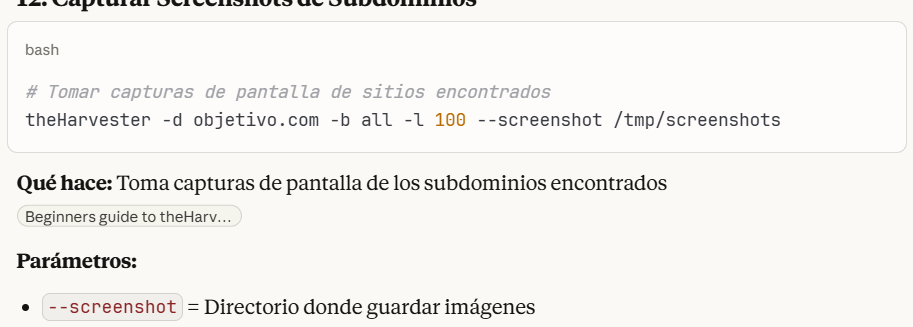 12. Capturar Screenshots de Subdominios
bash
# Tomar capturas de pantalla de sitios encontrados
theHarvester -d objetivo.com -b all -l 100 --screenshot /tmp/screenshots
Qué hace: Toma capturas de pantalla de los subdominios encontrados
Beginners guide to theHarv...
Parámetros:
• --screenshot = Directorio donde guardar imágenes